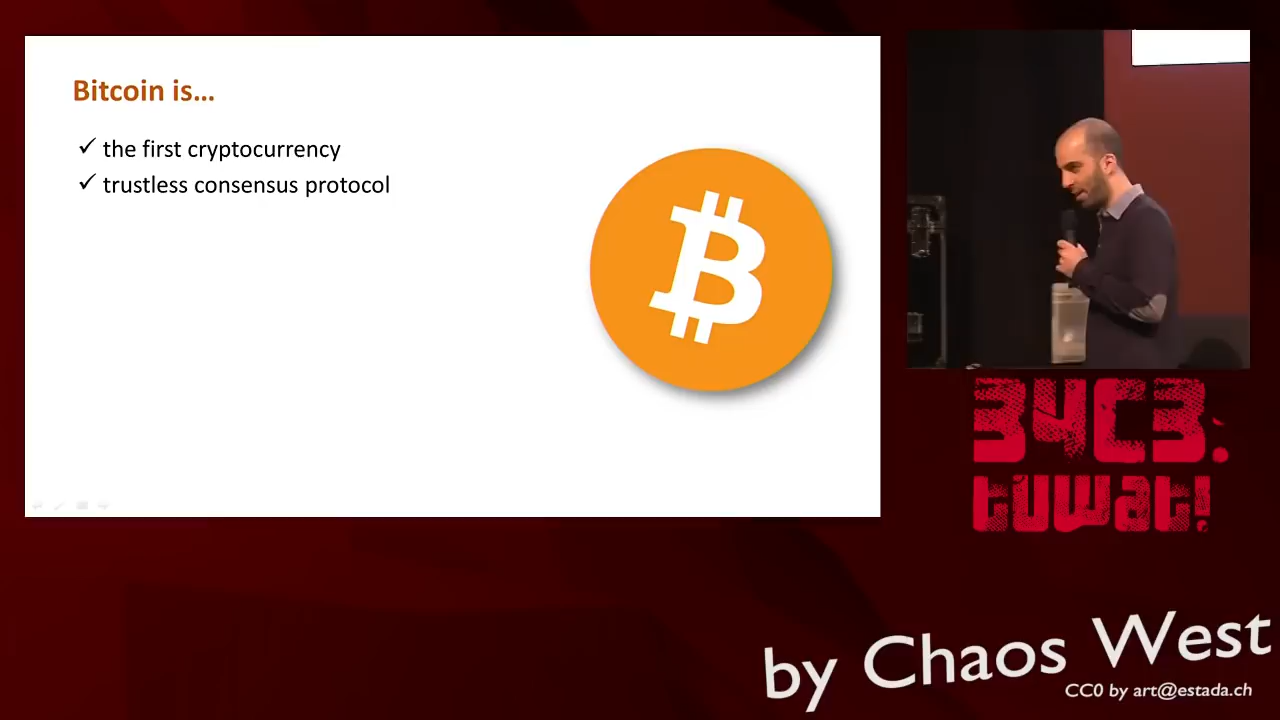 Bitcoin is...
✓ the first cryptocurrency
✓ trustless consensus protocol
34C3.
tuwat!
by Chaos West
CC0 by art@estada.ch